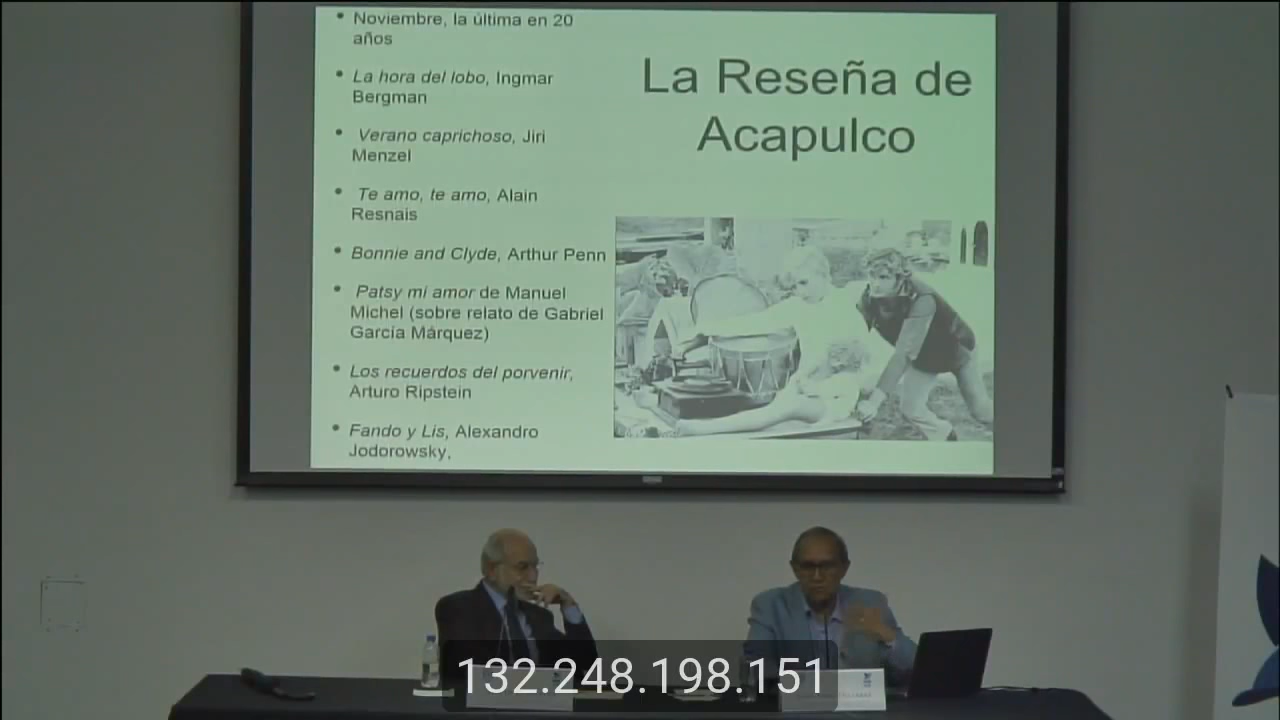 Noviembre, la última en 20
años
La hora del lobo, Ingmar
Bergman
Verano caprichoso, Jiri
Menzel
Te amo, te amo, Alain
Resnais
Bonnie and Clyde, Arthur Penn
Patsy mi amor de Manuel
Michel (sobre relato de Gabriel
García Márquez)
Los recuerdos del porvenir,
Arturo Ripstein
Fando y Lis, Alexandro
Jodorowsky,
La Reseña de
Acapulco
132.248.198.151